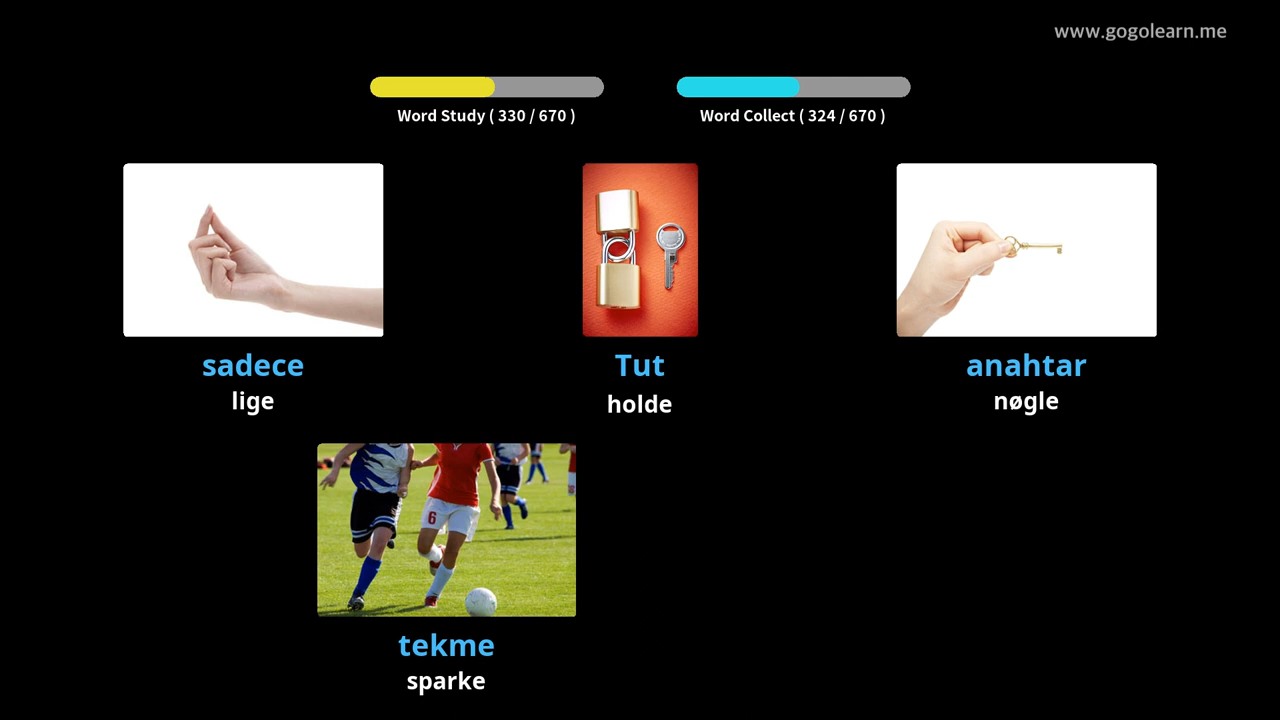 www.gogolearn.me
Word Study ( 330 / 670 )
Word Collect ( 324 / 670 )
sadece
lige
Tut
holde
anahtar
nøgle
6
tekme
sparke